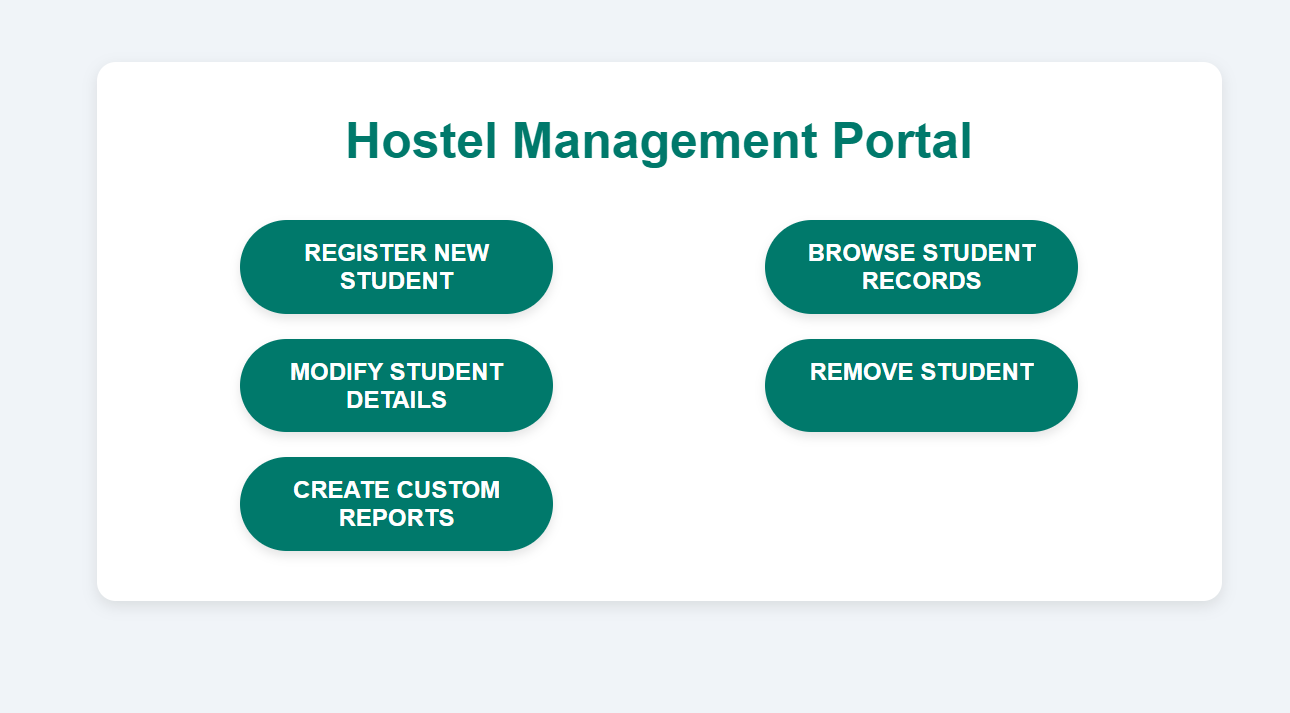 Hostel Management Portal
REGISTER NEW
STUDENT
BROWSE STUDENT
RECORDS
MODIFY STUDENT
DETAILS
REMOVE STUDENT
CREATE CUSTOM
REPORTS